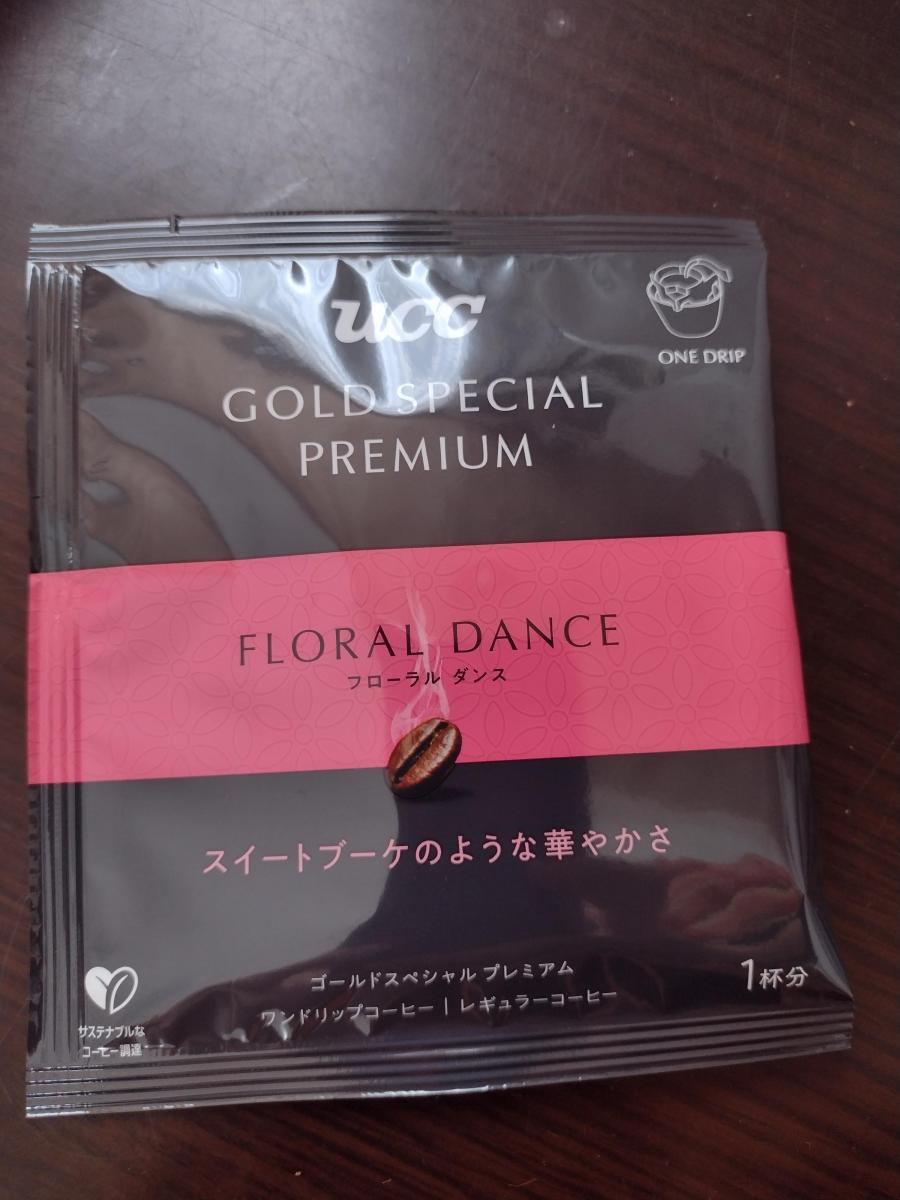 ucc
ONE DRIP
GOLD SPECIAL
PREMIUM
FLORAL DANCE
フローラル ダンス
スイートブーケのような華やかさ
ゴールドスペシャル プレミアム
ワンドリップコーヒー | レギュラーコーヒー
1杯分
サステナブルな
コーヒー調達